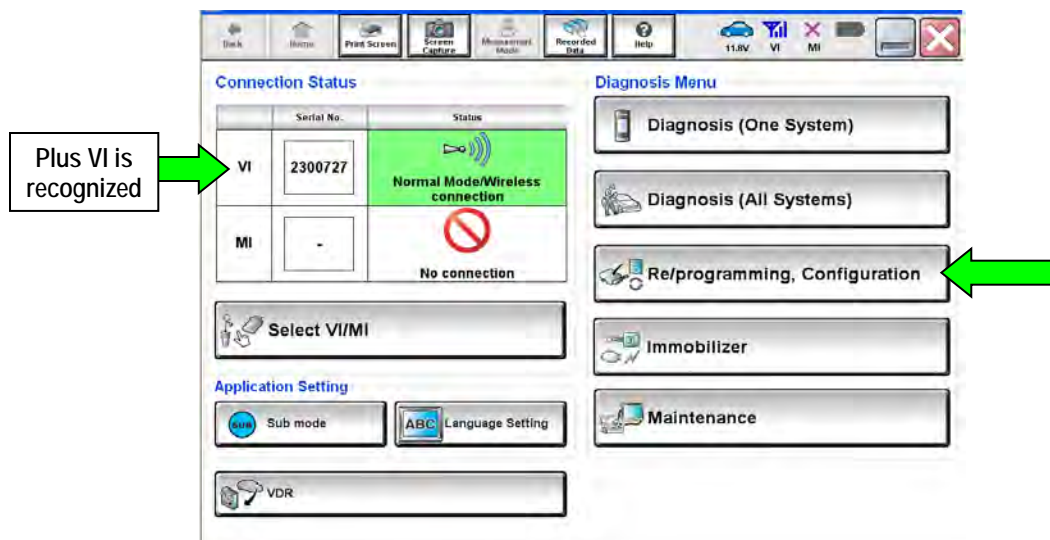 Back
Home
Print Screen
Screen
Capture
Measurement
Mode
Recorded
Data
Help
11.8V
VI
MI
Connection Status
Serial No.
Status
VI
2300727
Normal Mode/Wireless
connection
MI
-
No connection
Select VI/MI
Application Setting
SUB
Sub mode
ABC
Language Setting
VDR
Diagnosis Menu
Diagnosis (One System)
Diagnosis (All Systems)
Re/programming, Configuration
Immobilizer
Maintenance
Plus VI is
recognized